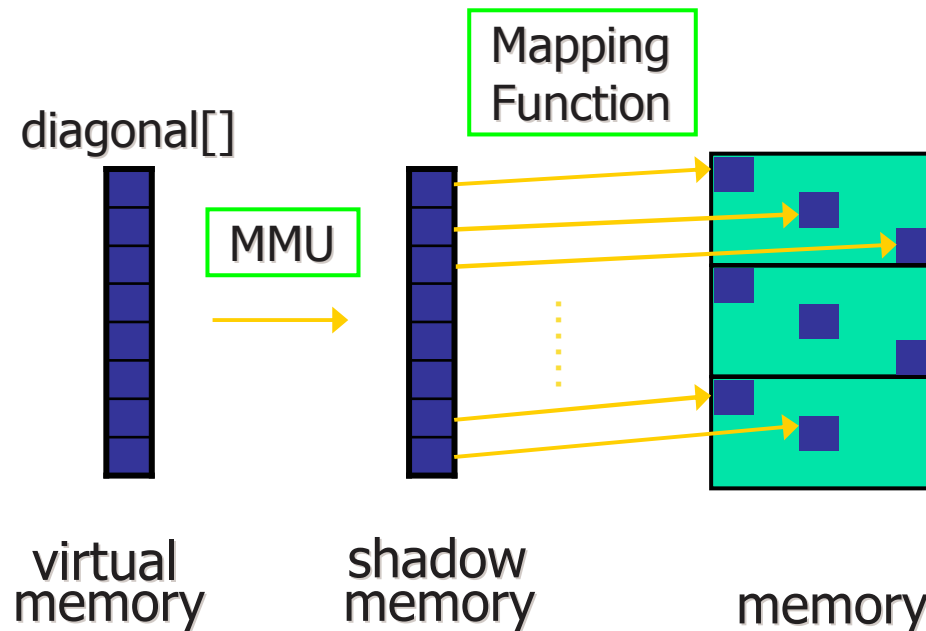 Mapping
Function
diagonal[]
MMU
virtual
memory
shadow
memory
memory